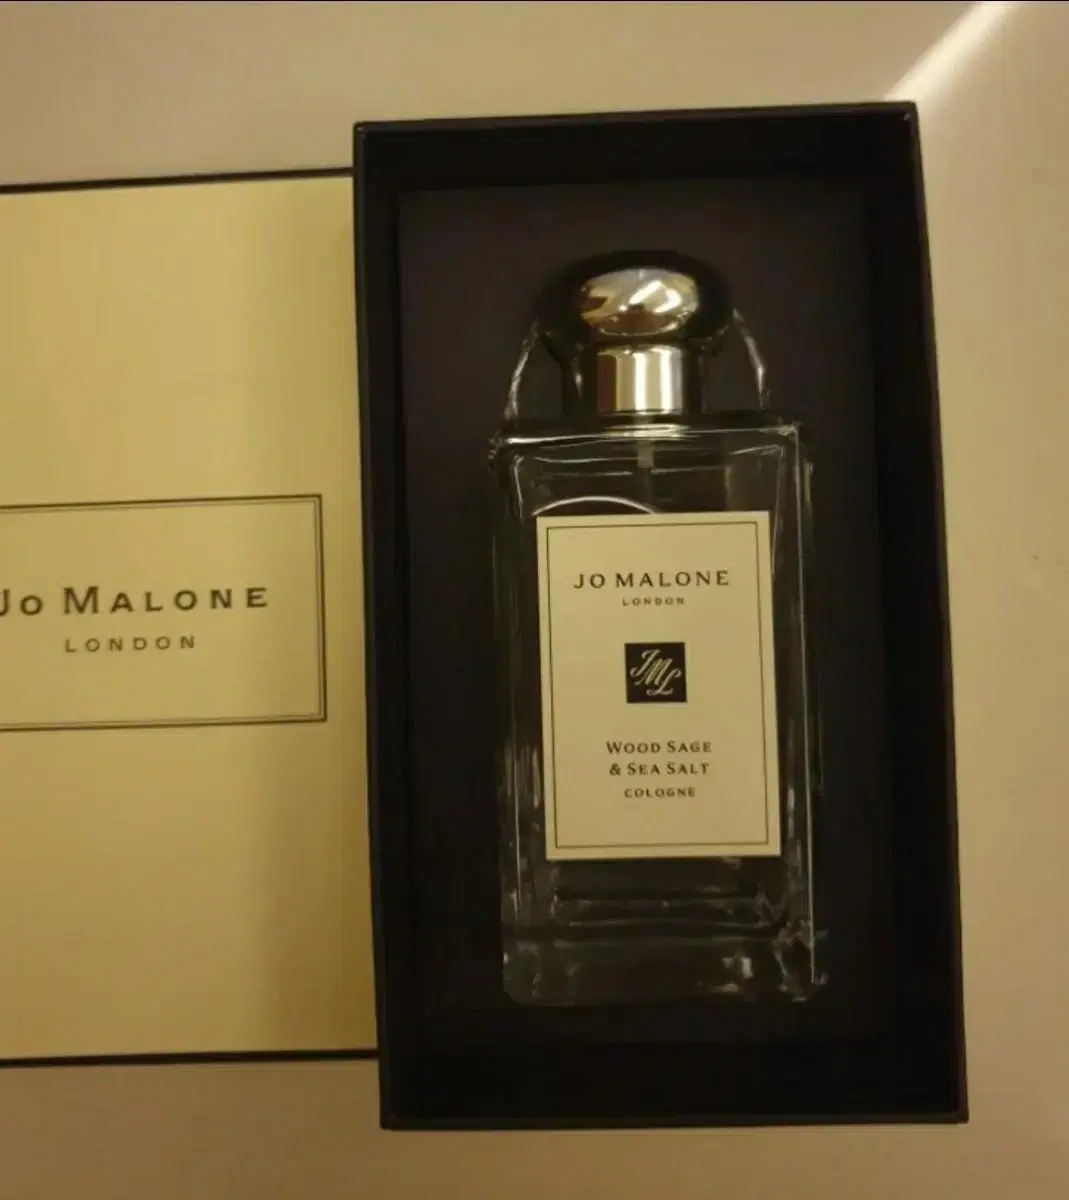 Jo Malone
LONDON
JO MALONE
LONDON
JML
WOOD SAGE
& SEA SALT
COLOGNE